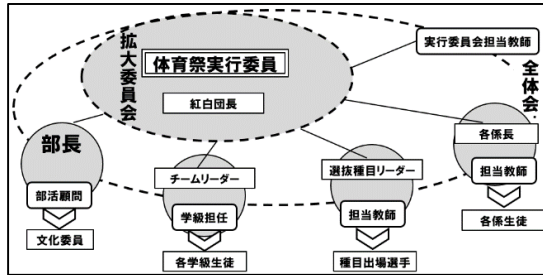 拡大委員会
体育祭実行委員
紅白団長
実行委員会担当教師
全体会
部長
部活顧問
文化委員
チームリーダー
学級担任
各学級生徒
選抜種目リーダー
担当教師
種目出場選手
各係長
担当教師
各係生徒